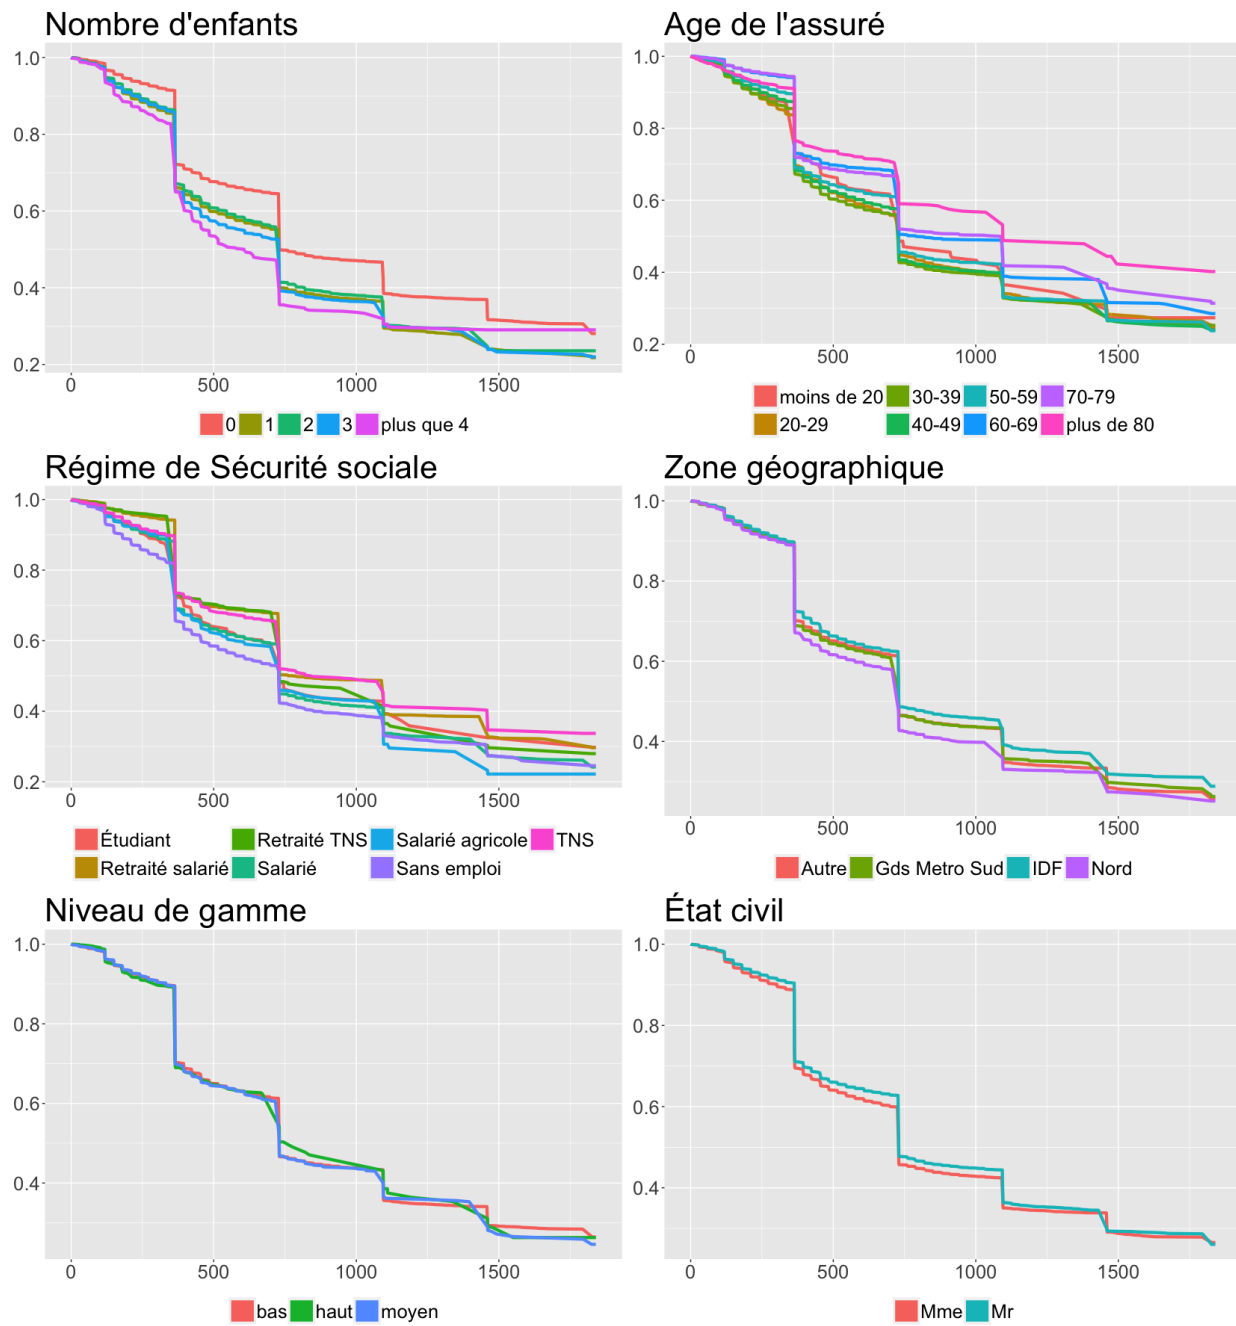 Nombre d'enfants
1.0
0.8
0.6
0.4
0.2
0 500 1000 1500
0 1 2 3 plus que 4
Age de l'assuré
1.0
0.8
0.6
0.4
0.2
0 500 1000 1500
moins de 20 30-39 50-59 70-79
20-29 40-49 60-69 plus de 80
Régime de Sécurité sociale
1.0
0.8
0.6
0.4
0.2
0 500 1000 1500
Étudiant Retraité TNS Salarié agricole TNS
Retraité salarié Salarié Sans emploi
Zone géographique
1.0
0.8
0.6
0.4
0 500 1000 1500
Autre Gds Metro Sud IDF Nord
Niveau de gamme
1.0
0.8
0.6
0.4
0 500 1000 1500
bas haut moyen
État civil
1.0
0.8
0.6
0.4
0 500 1000 1500
Mme Mr